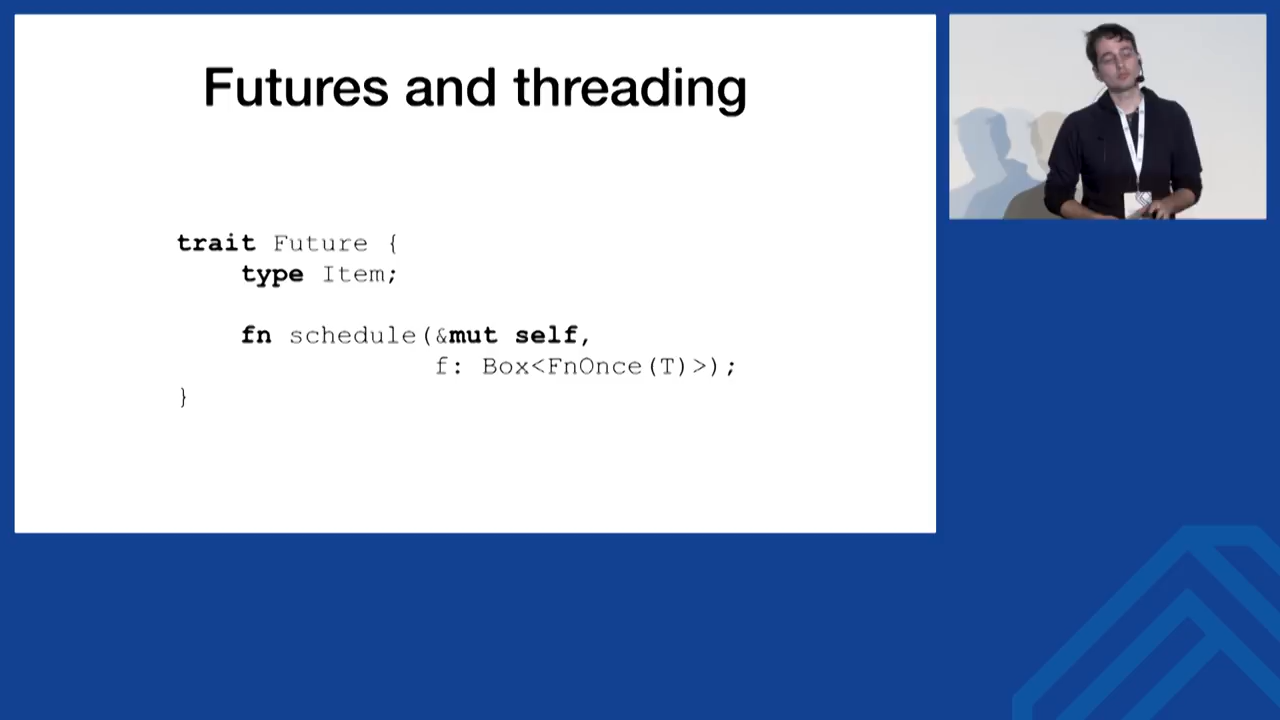 Futures and threading
trait Future {
    type Item;
    fn schedule(&mut self,
                f: Box<FnOnce(T)>);
}